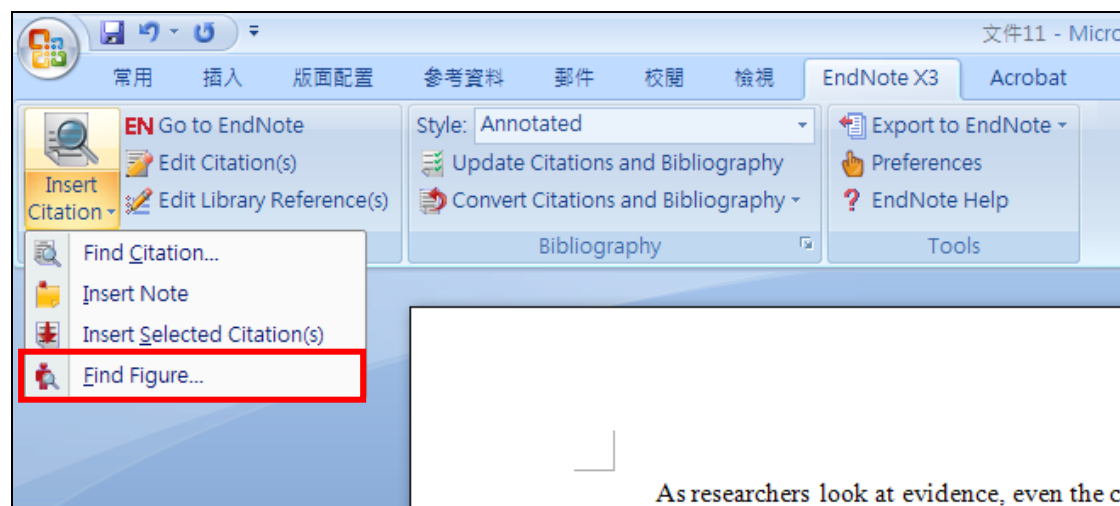 文件11 - Micro
常用 插入 版面配置 參考資料 郵件 校閱 檢視 EndNote X3 Acrobat
EN Go to EndNote Style: Annotated Export to EndNote
Edit Citation(s) Update Citations and Bibliography Preferences
Insert Citation Edit Library Reference(s) Convert Citations and Bibliography ? EndNote Help
Bibliography Tools
Find Citation...
Insert Note
Insert Selected Citation(s)
Find Figure...
As researchers look at evidence, even the c